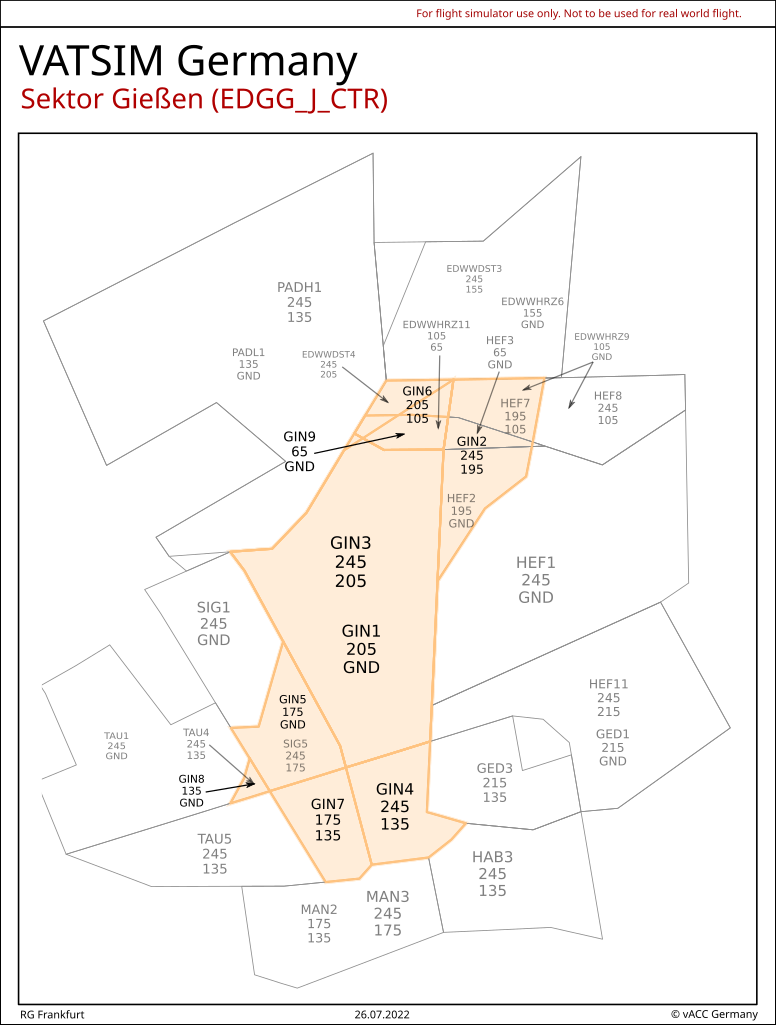 For flight simulator use only. Not to be used for real world flight.
VATSIM Germany
Sektor Gießen (EDGG_J_CTR)
EDWWDST3
245
155
PADH1
245
135
EDWWHRZ6
155
GND
EDWWHRZ11
105
65
HEF3
65
GND
EDWWHRZ9
105
GND
PADL1
135
GND
EDWWDST4
245
205
GIN6
205
105
HEF7
195
105
HEF8
245
105
GIN9
65
GND
GIN2
245
195
HEF2
195
GND
GIN3
245
205
HEF1
245
GND
SIG1
245
GND
GIN1
205
GND
HEF11
245
215
GED1
215
GND
GIN5
175
GND
SIG5
245
175
TAU1
245
GND
TAU4
245
135
GIN8
135
GND
GED3
215
135
GIN4
245
135
GIN7
175
135
TAU5
245
135
HAB3
245
135
MAN3
245
175
MAN2
175
135
RG Frankfurt
26.07.2022
© vACC Germany